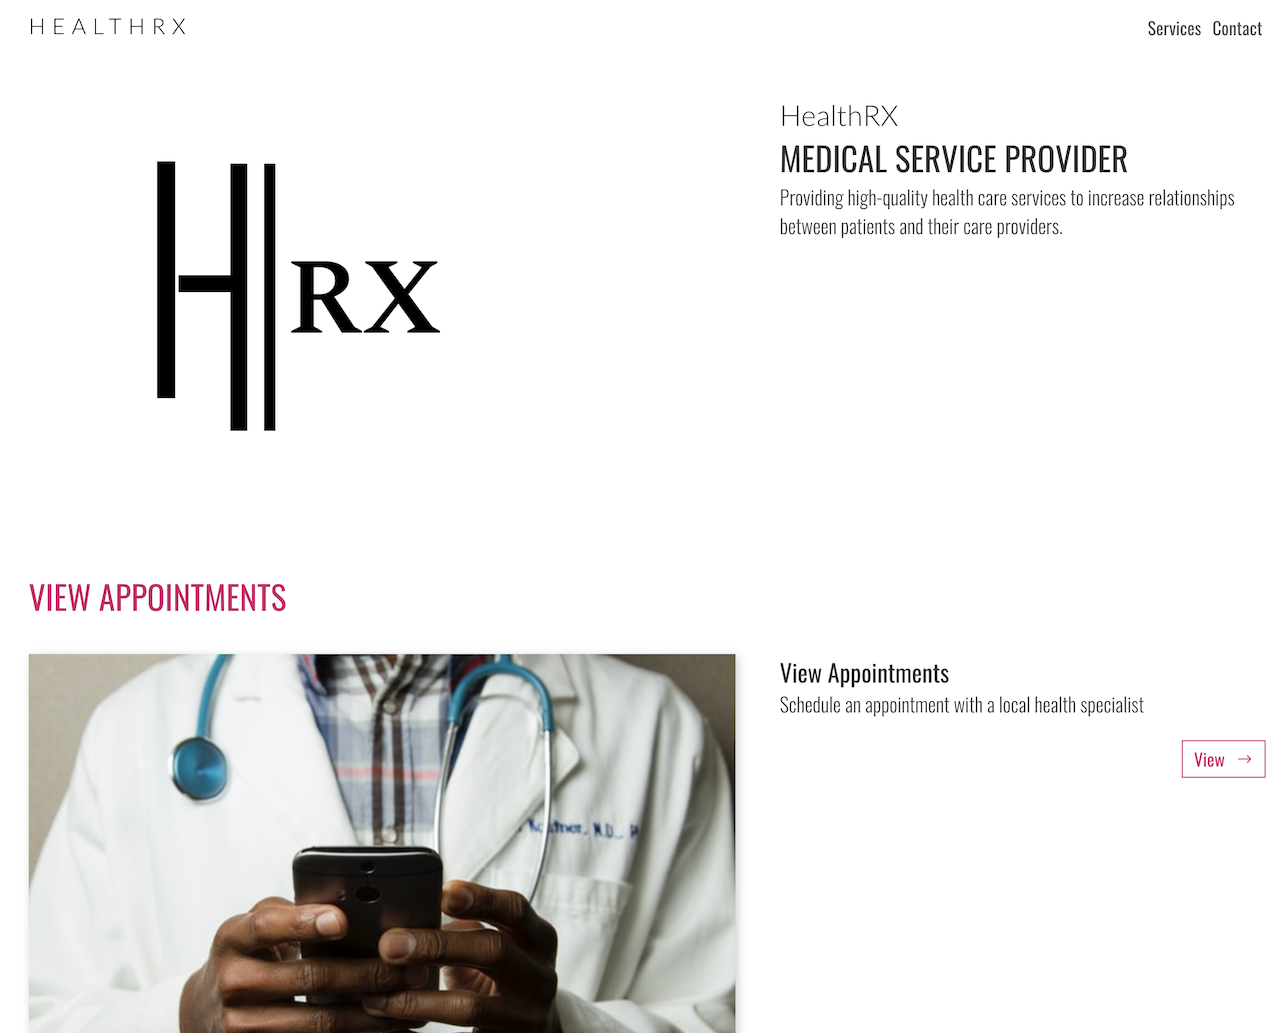 HEALTHRX
Services Contact
HealthRX
MEDICAL SERVICE PROVIDER
Providing high-quality health care services to increase relationships
between patients and their care providers.
HRX
VIEW APPOINTMENTS
View Appointments
Schedule an appointment with a local health specialist
View →
M.D.